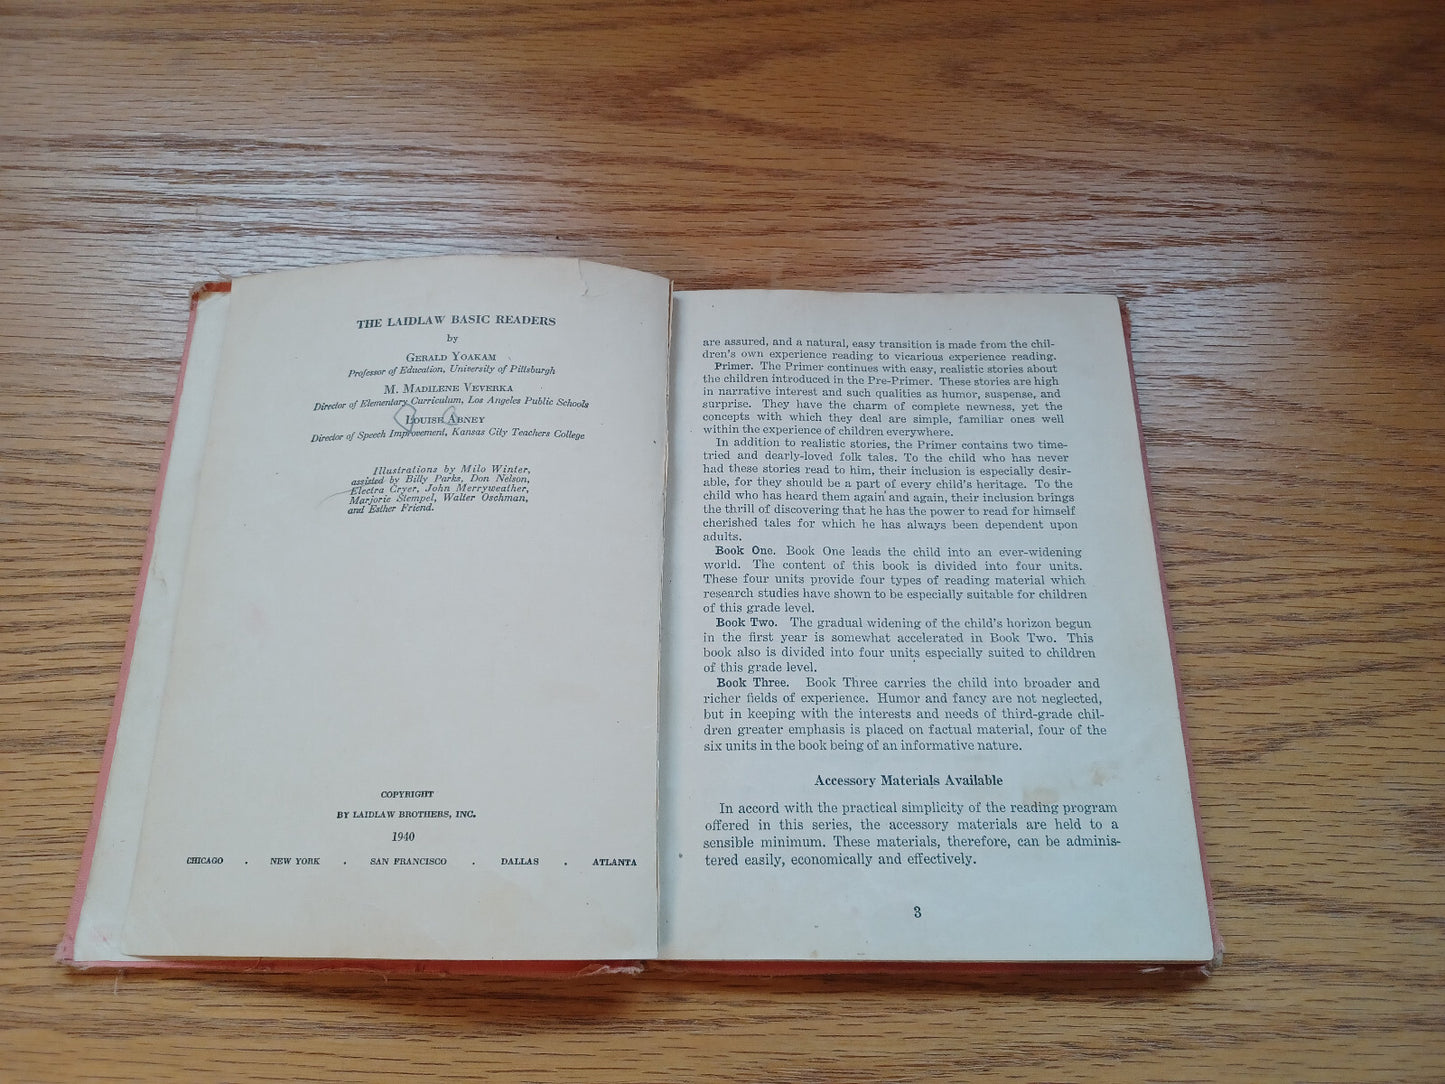 THE LAIDLAW BASIC READERS
by
GERALD YOAKAM
Professor of Education, University of Pittsburgh
M. MADILENE VEVERKA
Director of Elementary Curriculum, Los Angeles Public Schools
LOUISE ABNEY
Director of Speech Improvement, Kansas City Teachers College
Illustrations by Milo Winter,
assisted by Billy Parks, Don Nelson,
Electra Cryer, John Merryweather,
Marjorie Stempel, Walter Oschman,
and Esther Friend.
COPYRIGHT
BY LAIDLAW BROTHERS, INC.
1940
CHICAGO . NEW YORK . SAN FRANCISCO . DALLAS . ATLANTA
are assured, and a natural, easy transition is made from the chil-
dren's own experience reading to vicarious experience reading.
Primer. The Primer continues with easy, realistic stories about
the children introduced in the Pre-Primer. These stories are high
in narrative interest and such qualities as humor, suspense, and
surprise. They have the charm of complete newness, yet the
concepts with which they deal are simple, familiar ones well
within the experience of children everywhere.
In addition to realistic stories, the Primer contains two time-
tried and dearly-loved folk tales. To the child who has never
had these stories read to him, their inclusion is especially desir-
able, for they should be a part of every child's heritage. To the
child who has heard them again and again, their inclusion brings
the thrill of discovering that he has the power to read for himself
cherished tales for which he has always been dependent upon
adults.
Book One. Book One leads the child into an ever-widening
world. The content of this book is divided into four units.
These four units provide four types of reading material which
research studies have shown to be especially suitable for children
of this grade level.
Book Two. The gradual widening of the child's horizon begun
in the first year is somewhat accelerated in Book Two. This
book also is divided into four units especially suited to children
of this grade level.
Book Three. Book Three carries the child into broader and
richer fields of experience. Humor and fancy are not neglected,
but in keeping with the interests and needs of third-grade chil-
dren greater emphasis is placed on factual material, four of the
six units in the book being of an informative nature.
Accessory Materials Available
In accord with the practical simplicity of the reading program
offered in this series, the accessory materials are held to a
sensible minimum. These materials, therefore, can be adminis-
tered easily, economically and effectively.
3